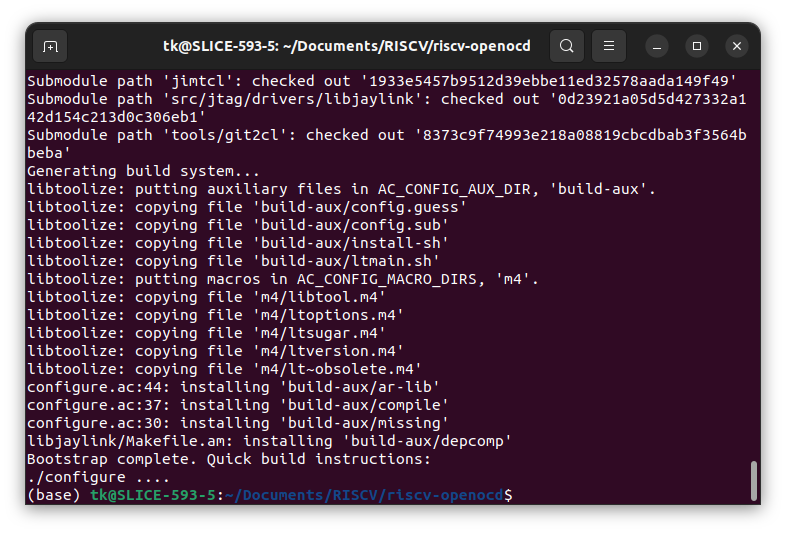 tk@SLICE-593-5: ~/Documents/RISCV/riscv-openocd
Submodule path 'jimtcl': checked out '1933e5457b9512d39ebbe11ed32578aada149f49'
Submodule path 'src/jtag/drivers/libjaylink': checked out '0d23921a05d5d427332a1
42d154c213d0c306eb1'
Submodule path 'tools/git2cl': checked out '8373c9f74993e218a08819cbcdbab3f3564b
beba'
Generating build system...
libtoolize: putting auxiliary files in AC_CONFIG_AUX_DIR, 'build-aux'.
libtoolize: copying file 'build-aux/config.guess'
libtoolize: copying file 'build-aux/config.sub'
libtoolize: copying file 'build-aux/install-sh'
libtoolize: copying file 'build-aux/ltmain.sh'
libtoolize: putting macros in AC_CONFIG_MACRO_DIRS, 'm4'.
libtoolize: copying file 'm4/libtool.m4'
libtoolize: copying file 'm4/ltoptions.m4'
libtoolize: copying file 'm4/ltsugar.m4'
libtoolize: copying file 'm4/ltversion.m4'
libtoolize: copying file 'm4/lt~obsolete.m4'
configure.ac:44: installing 'build-aux/ar-lib'
configure.ac:37: installing 'build-aux/compile'
configure.ac:30: installing 'build-aux/missing'
libjaylink/Makefile.am: installing 'build-aux/depcomp'
Bootstrap complete. Quick build instructions:
./configure ....
(base) tk@SLICE-593-5:~/Documents/RISCV/riscv-openocd$